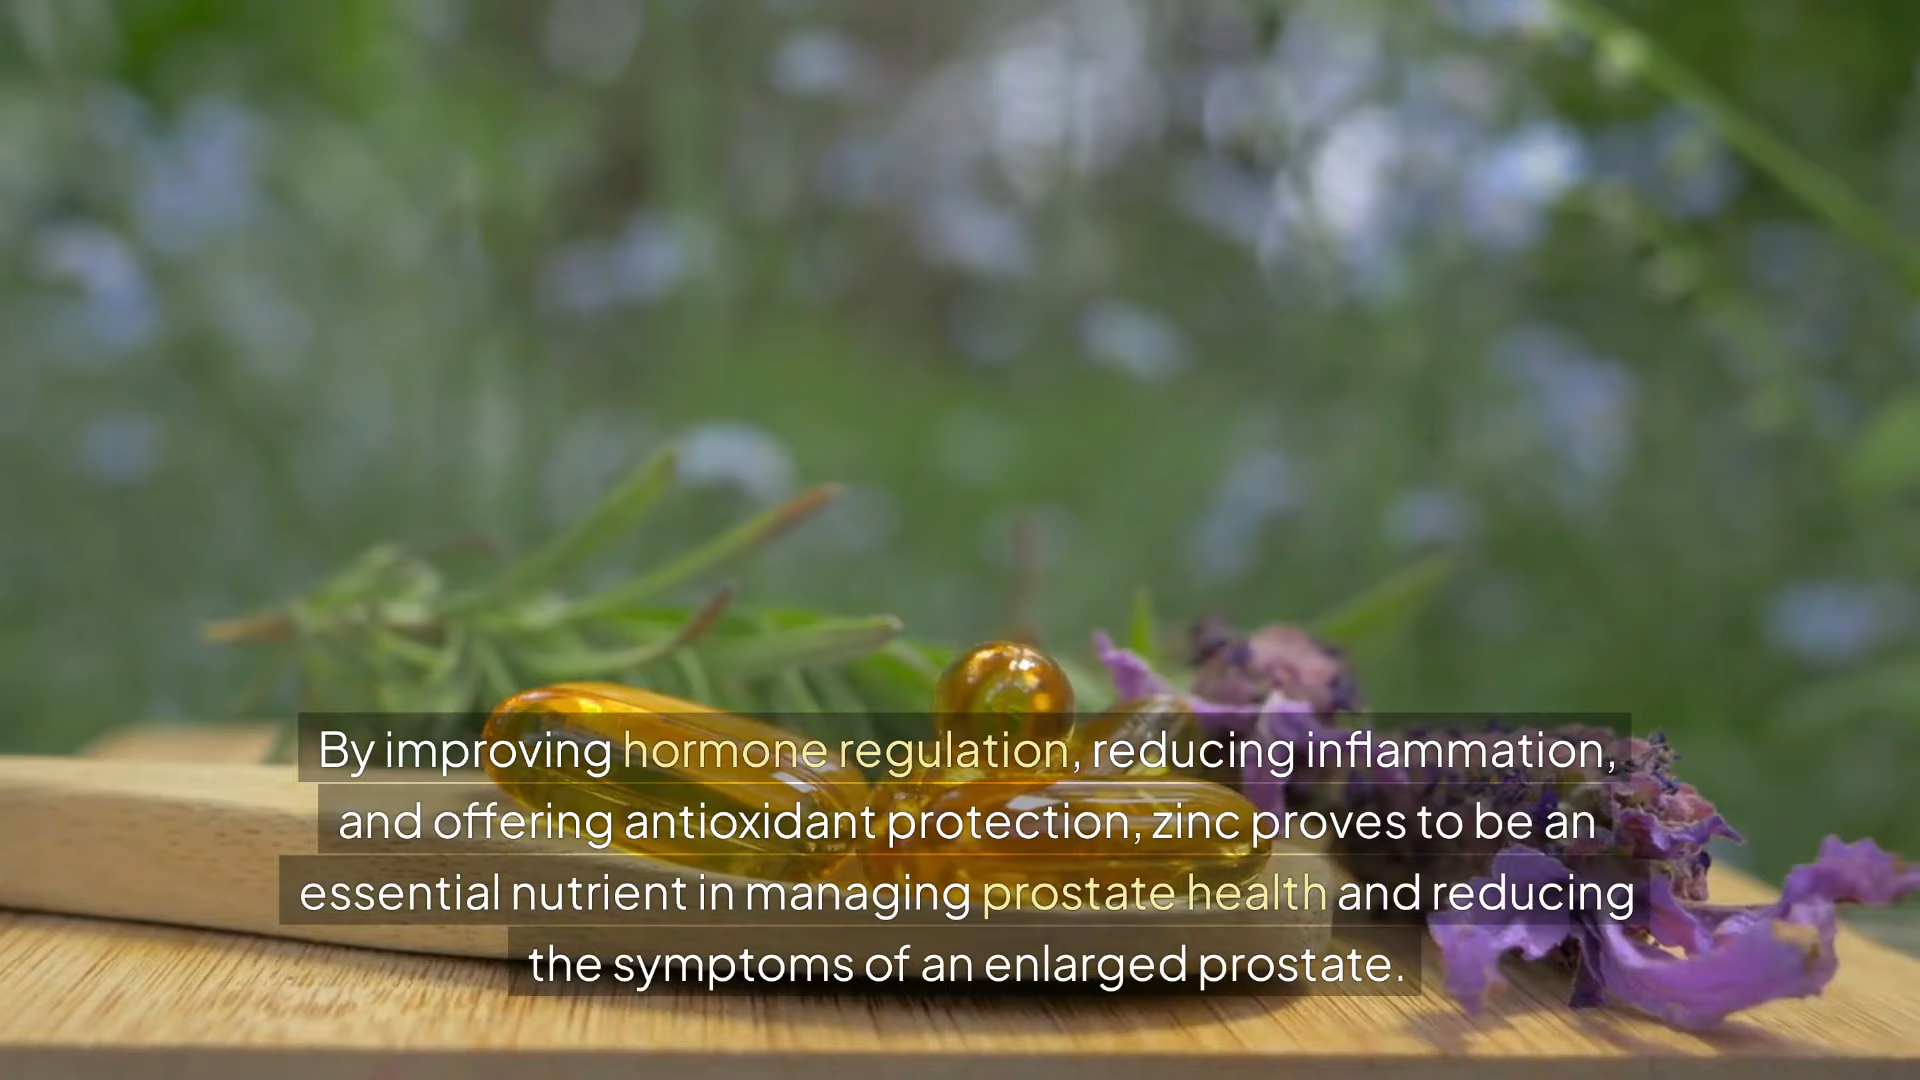 By improving hormone regulation, reducing inflammation,
and offering antioxidant protection, zinc proves to be an
essential nutrient in managing prostate health and reducing
the symptoms of an enlarged prostate.